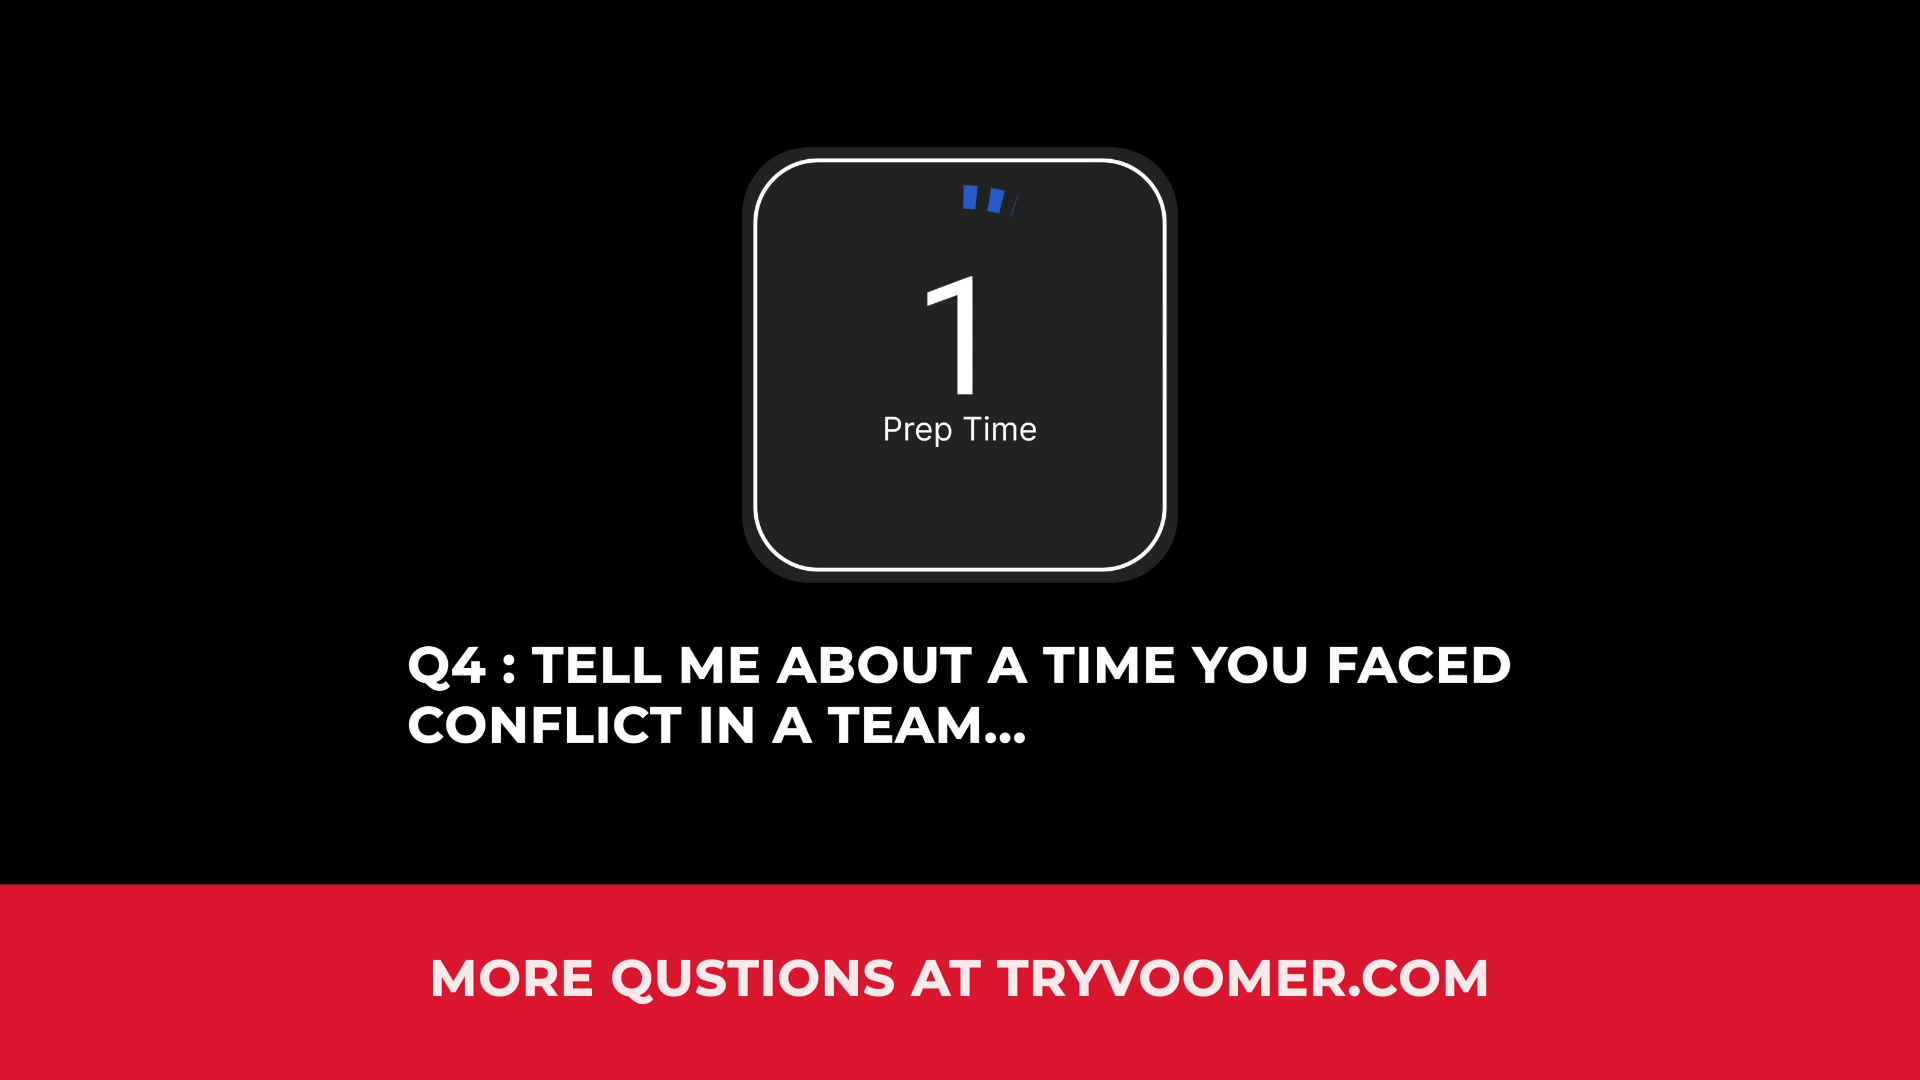 1
Prep Time
Q4 : TELL ME ABOUT A TIME YOU FACED
CONFLICT IN A TEAM...
MORE QUSTIONS AT TRYVOOMER.COM